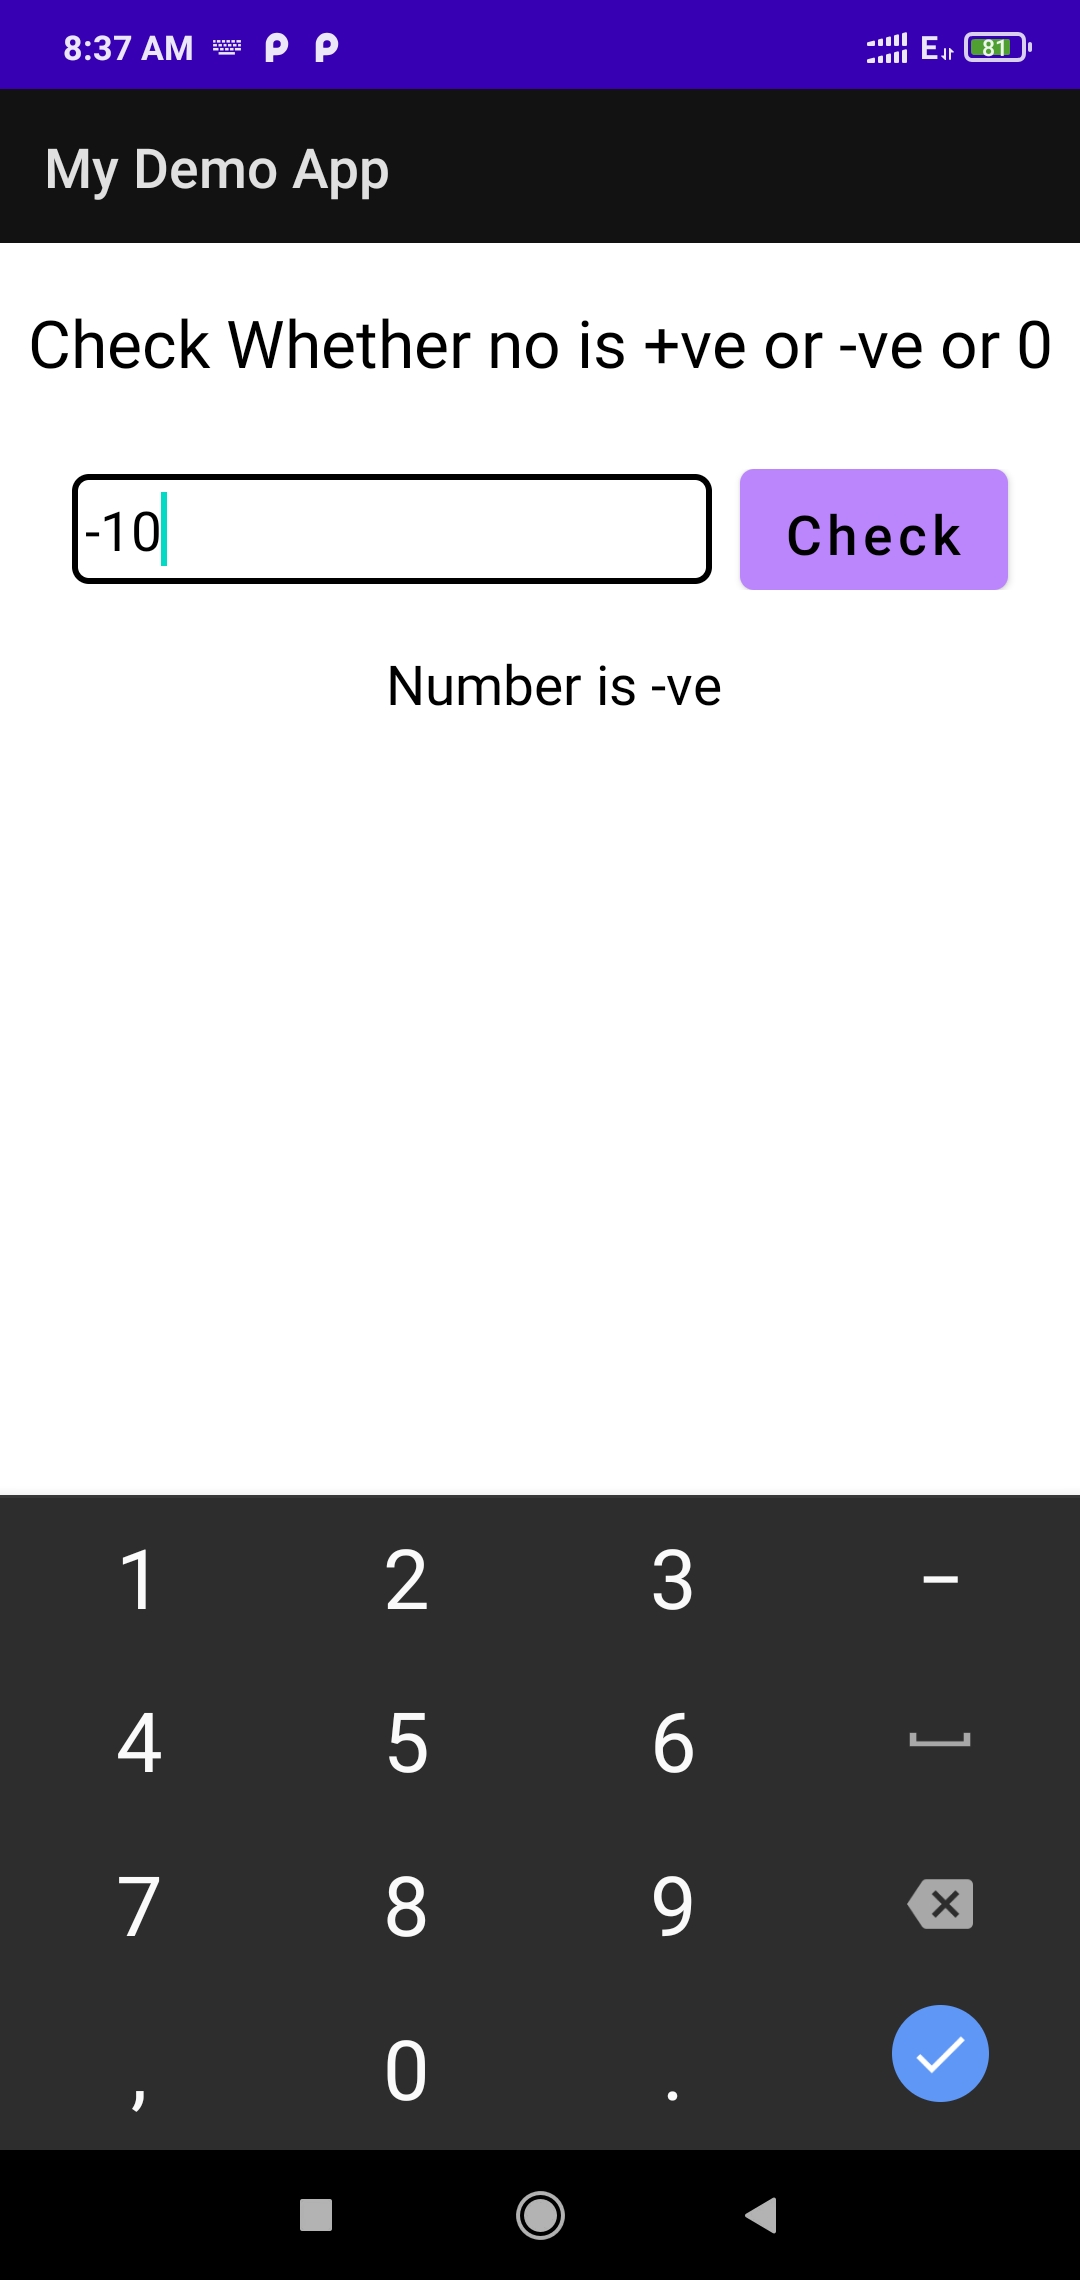 8:37 AM E 81
My Demo App
Check Whether no is +ve or -ve or 0
-10
Check
Number is -ve
1 2 3 –
4 5 6
7 8 9
, 0 .